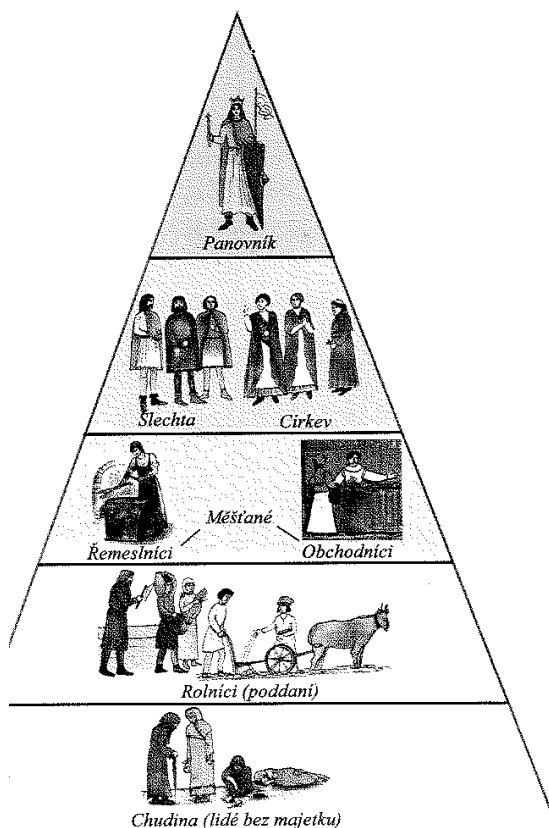 Panovník
Šlechta Církev
Měšťané
Řemeslníci Obchodníci
Rolníci (poddaní)
Chudina (lidé bez majetku)